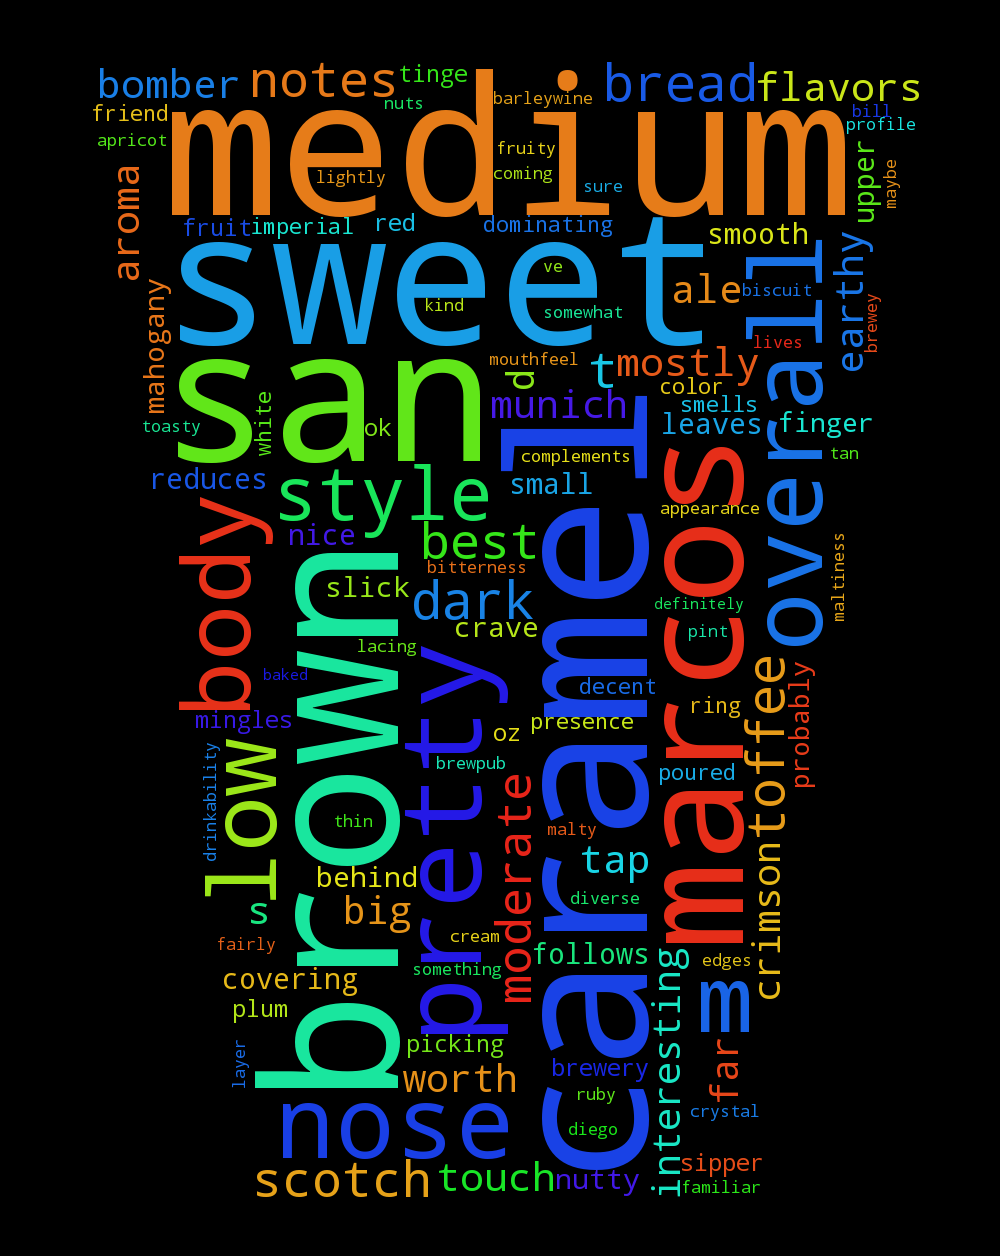 bomber
notes
tinge
bread
flavors
friend
nuts
barleywine
bill
profile
apricot
medium
fruity
lightly
coming
sure
upper
maybe
aroma
fruit
imperial
red
dominating
smooth
sweet
ve
kind
somewhat
ale
biscuit
earthy
brewey
mahogany
lives
overall
san
mouthfeel
d
t
mostly
color
smells
munich
leaves
finger
toasty
white
ok
complements
tan
reduces
style
small
appearance
nice
best
bitterness
maltiness
body
slick
dark
definitely
crave
pint
lacing
baked
brown
pretty
caramel
marcos
decent
toffee
probably
mingles
low
oz
presence
ring
drinkability
brewpub
poured
thin
moderate
malty
tap
crimson
behind
s
big
diverse
fairly
cream
follows
something
covering
edges
plum
m
interesting
layer
picking
brewery
far
worth
ruby
crystal
nose
diego
scotch
touch
nutty
sipper
familiar